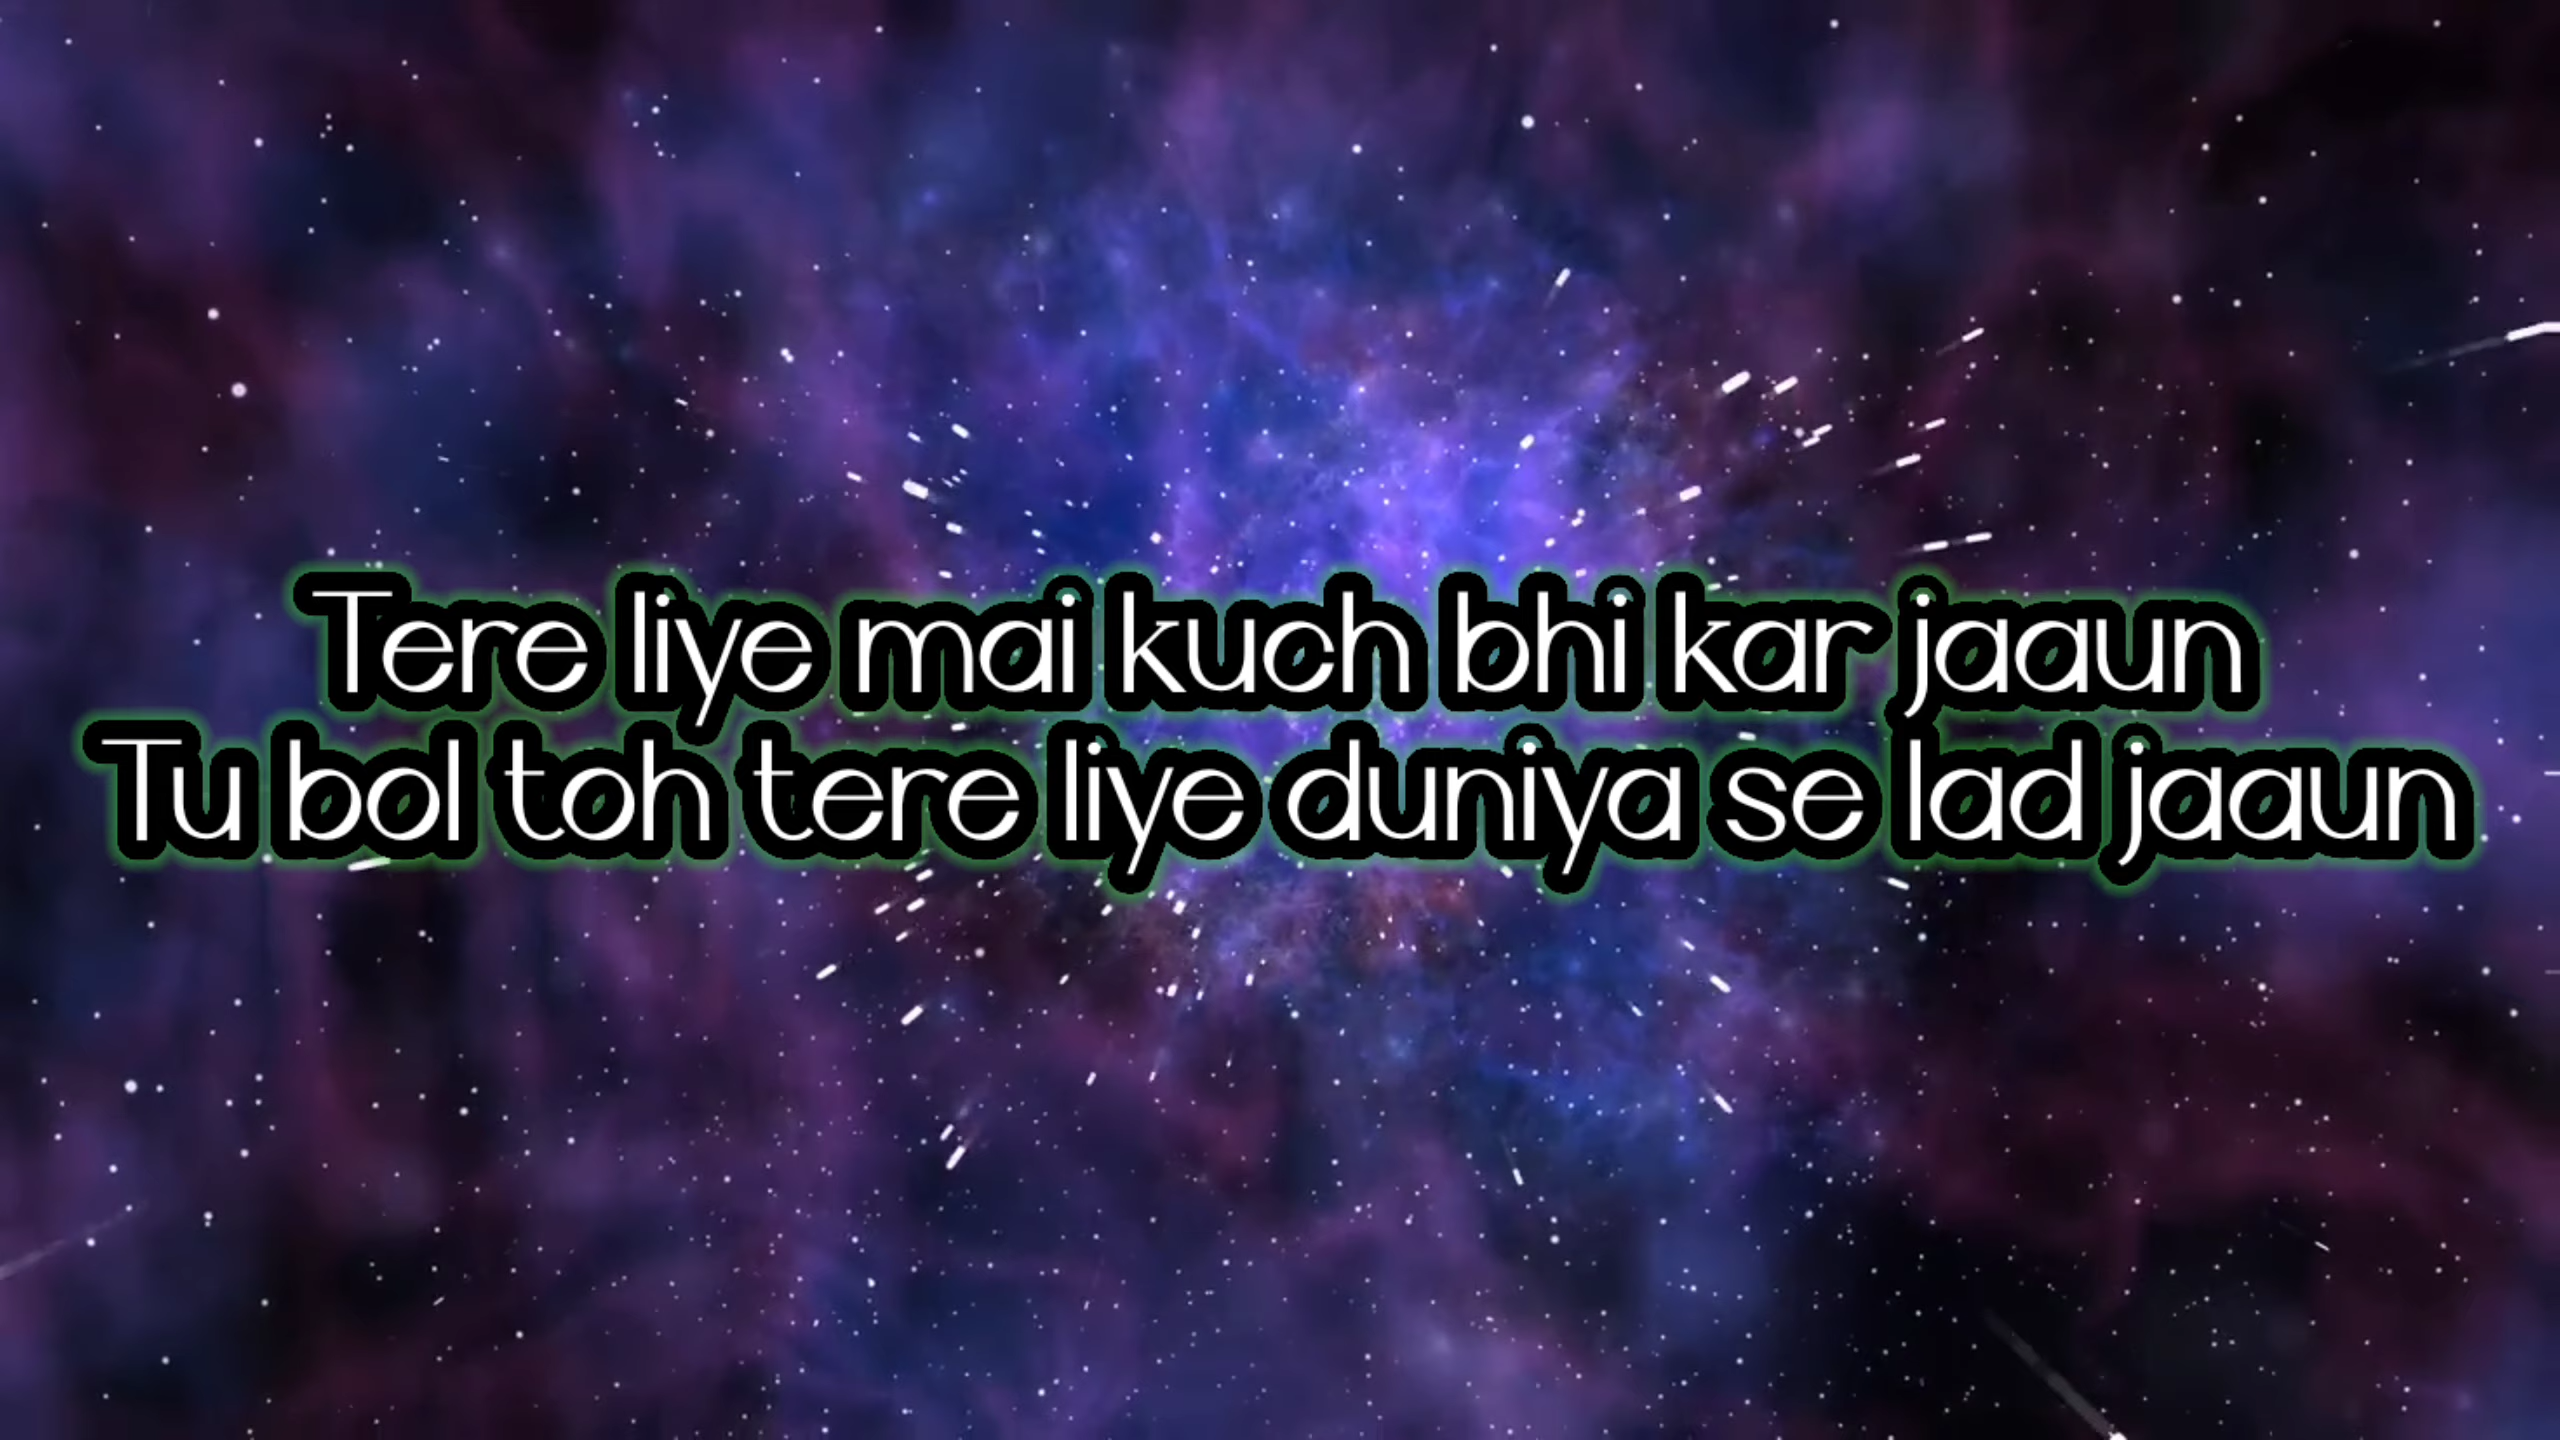 Tere liye mai kuch bhi kar jaaun
Tu bol toh tere liye duniya se lad jaaun